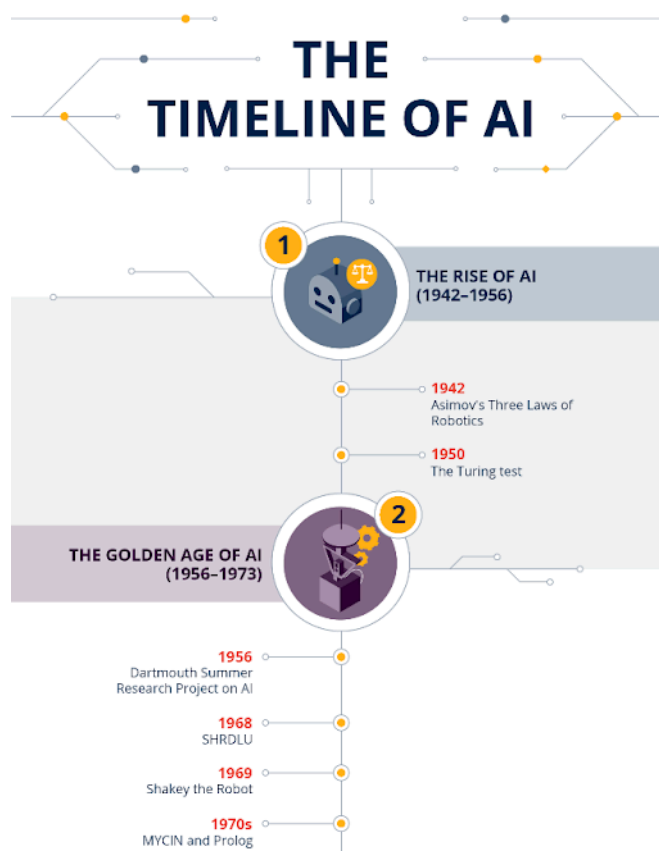 THE
TIMELINE OF AI
1
THE RISE OF AI
(1942–1956)
1942
Asimov's Three Laws of
Robotics
1950
The Turing test
2
THE GOLDEN AGE OF AI
(1956–1973)
1956
Dartmouth Summer
Research Project on AI
1968
SHRDLU
1969
Shakey the Robot
1970s
MYCIN and Prolog